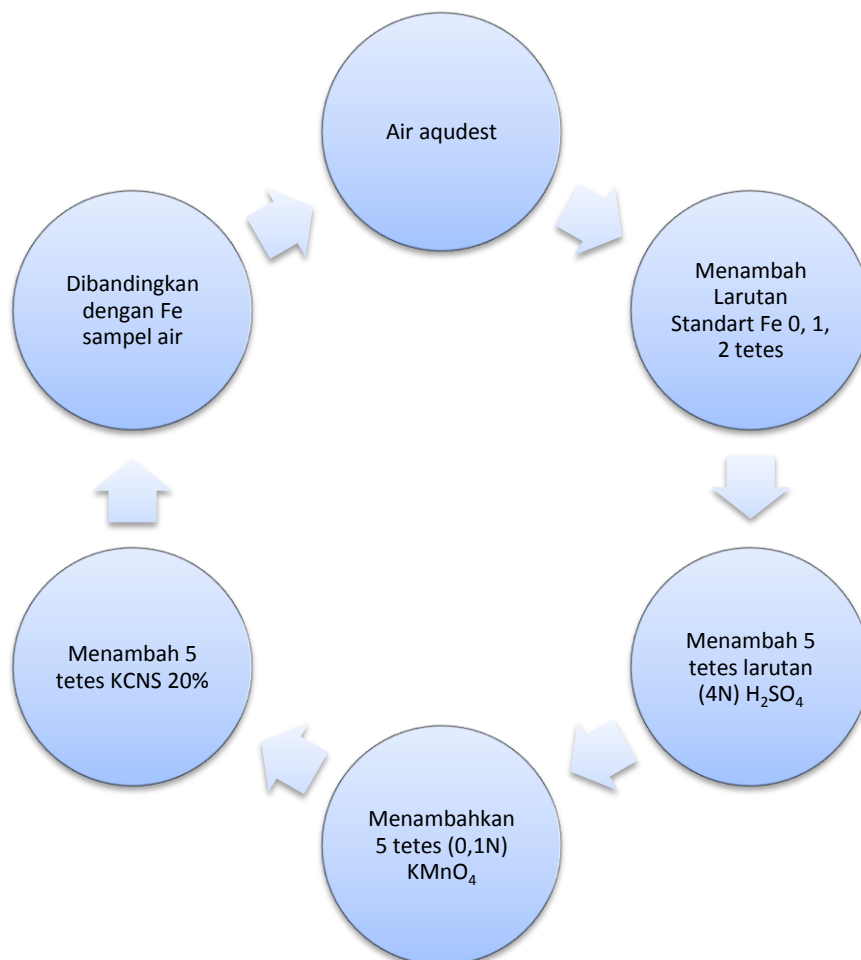 Air aqudest
Menambah
Larutan
Standart Fe 0, 1,
2 tetes
Menambah 5
tetes larutan
(4N) H₂SO₄
Menambahkan
5 tetes (0,1N)
KMnO₄
Menambah 5
tetes KCNS 20%
Dibandingkan
dengan Fe
sampel air